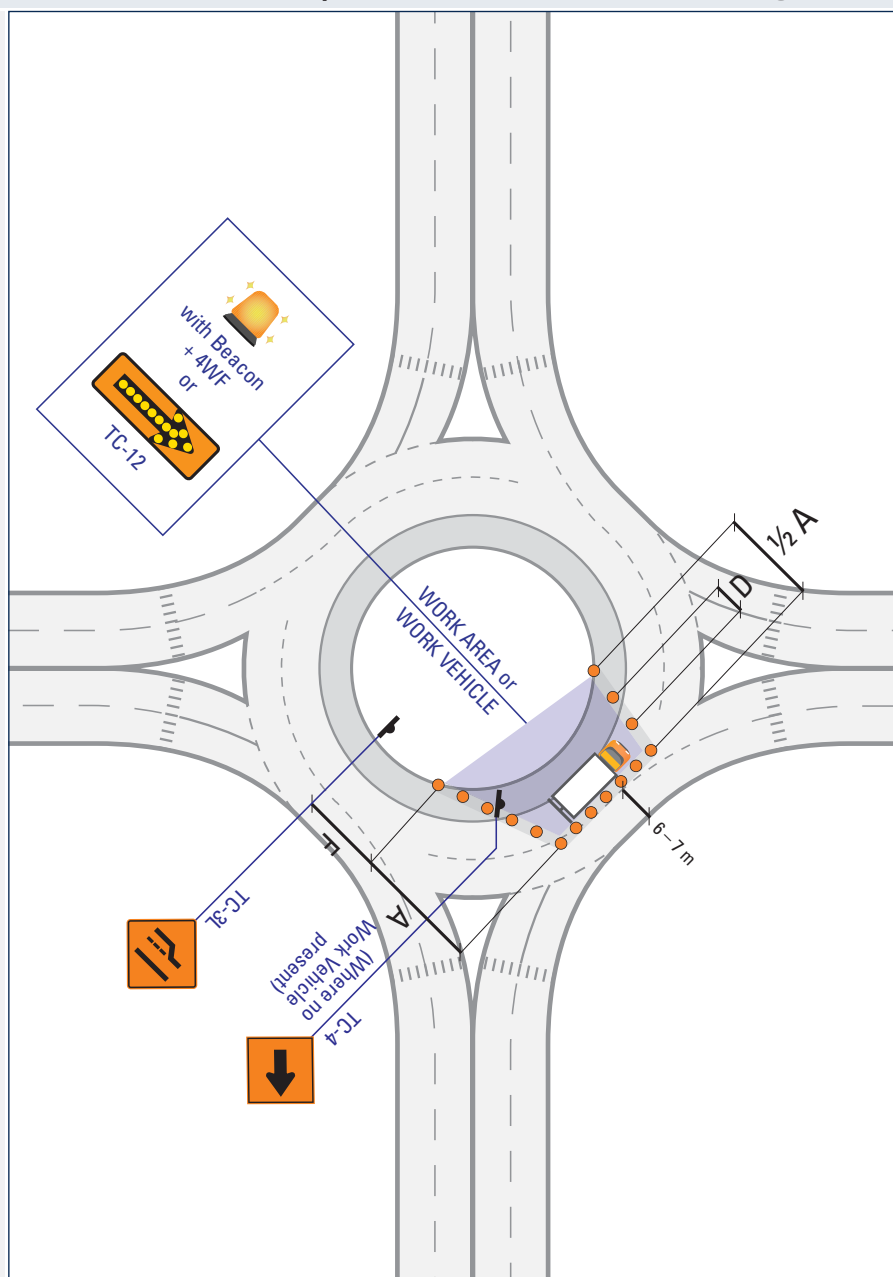 with Beacon
+ 4WF
or
TC-12
WORK AREA or
WORK VEHICLE
½ A
D
6 – 7 m
F
A
TC-3L
TC-4
(Where no
Work Vehicle
present)